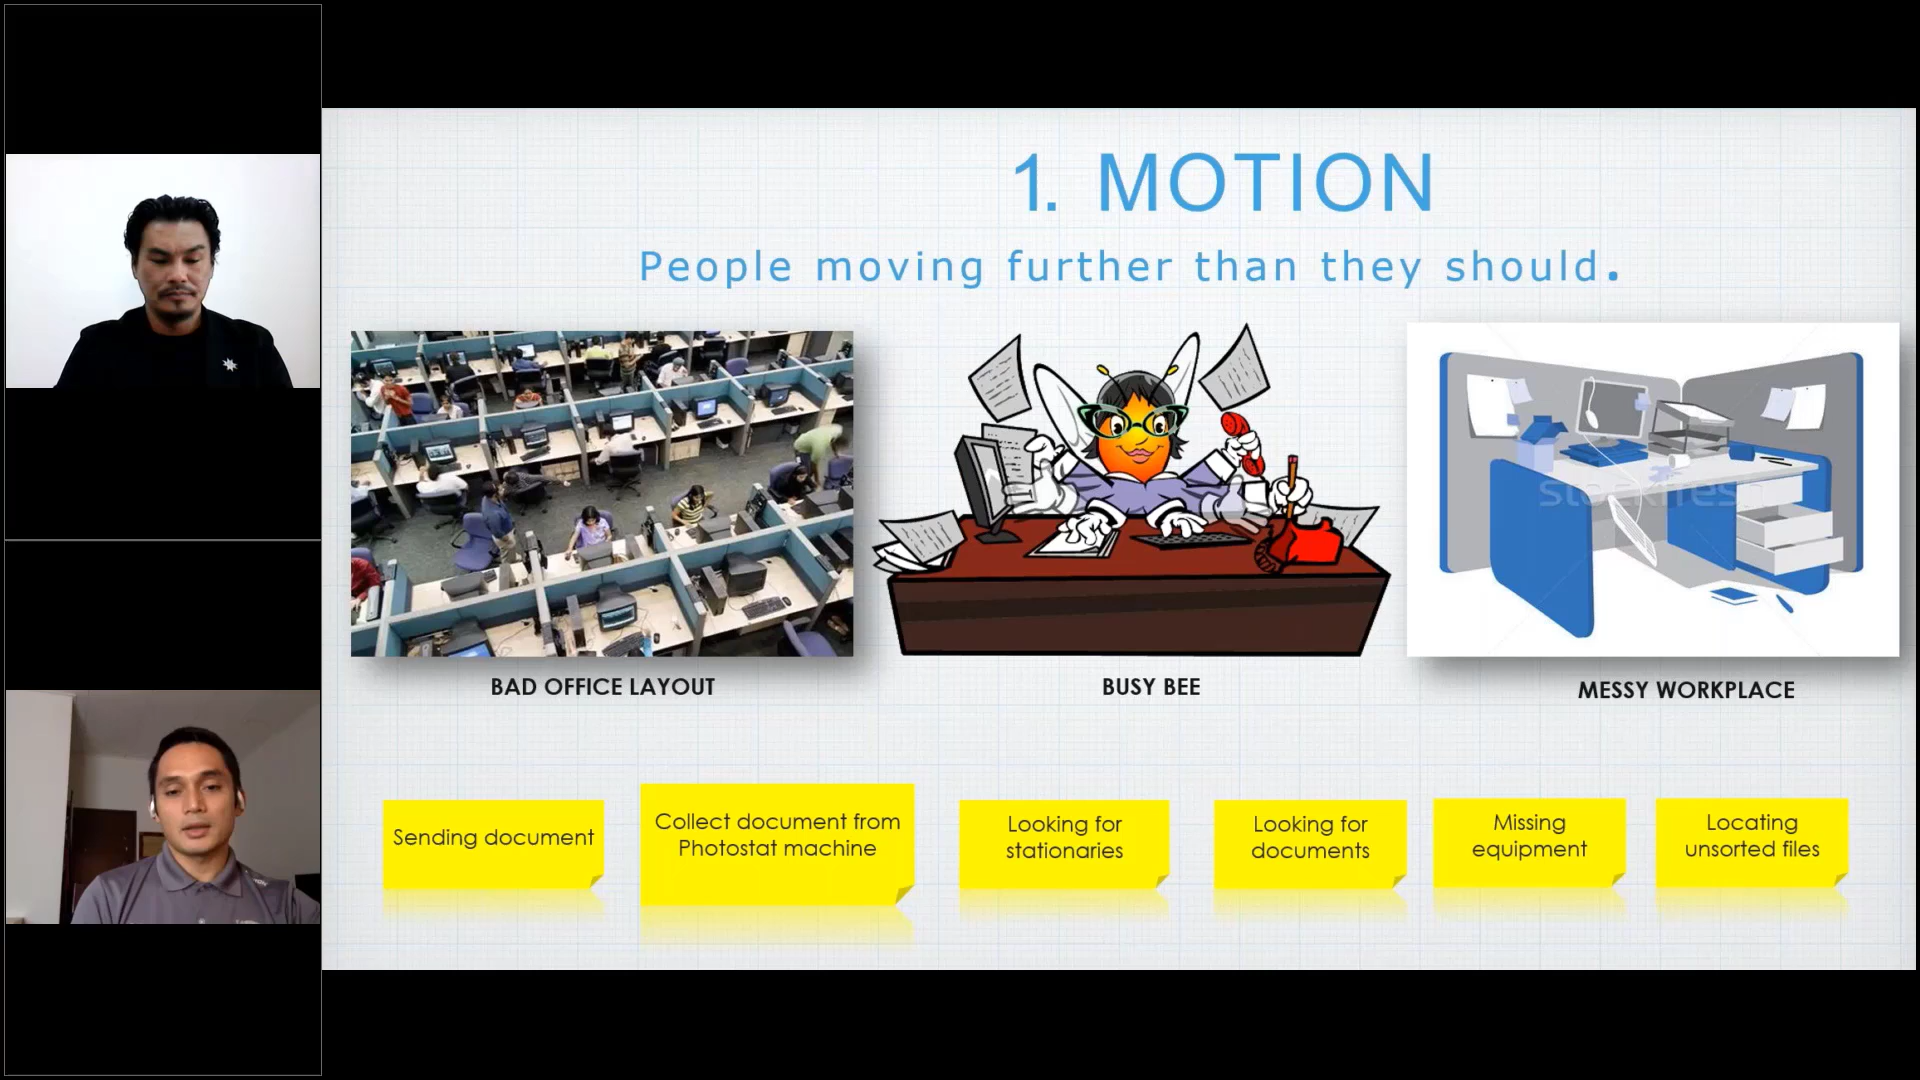 1. MOTION
People moving further than they should.
BAD OFFICE LAYOUT
BUSY BEE
MESSY WORKPLACE
Sending document
Collect document from
Photostat machine
Looking for
stationaries
Looking for
documents
Missing
equipment
Locating
unsorted files